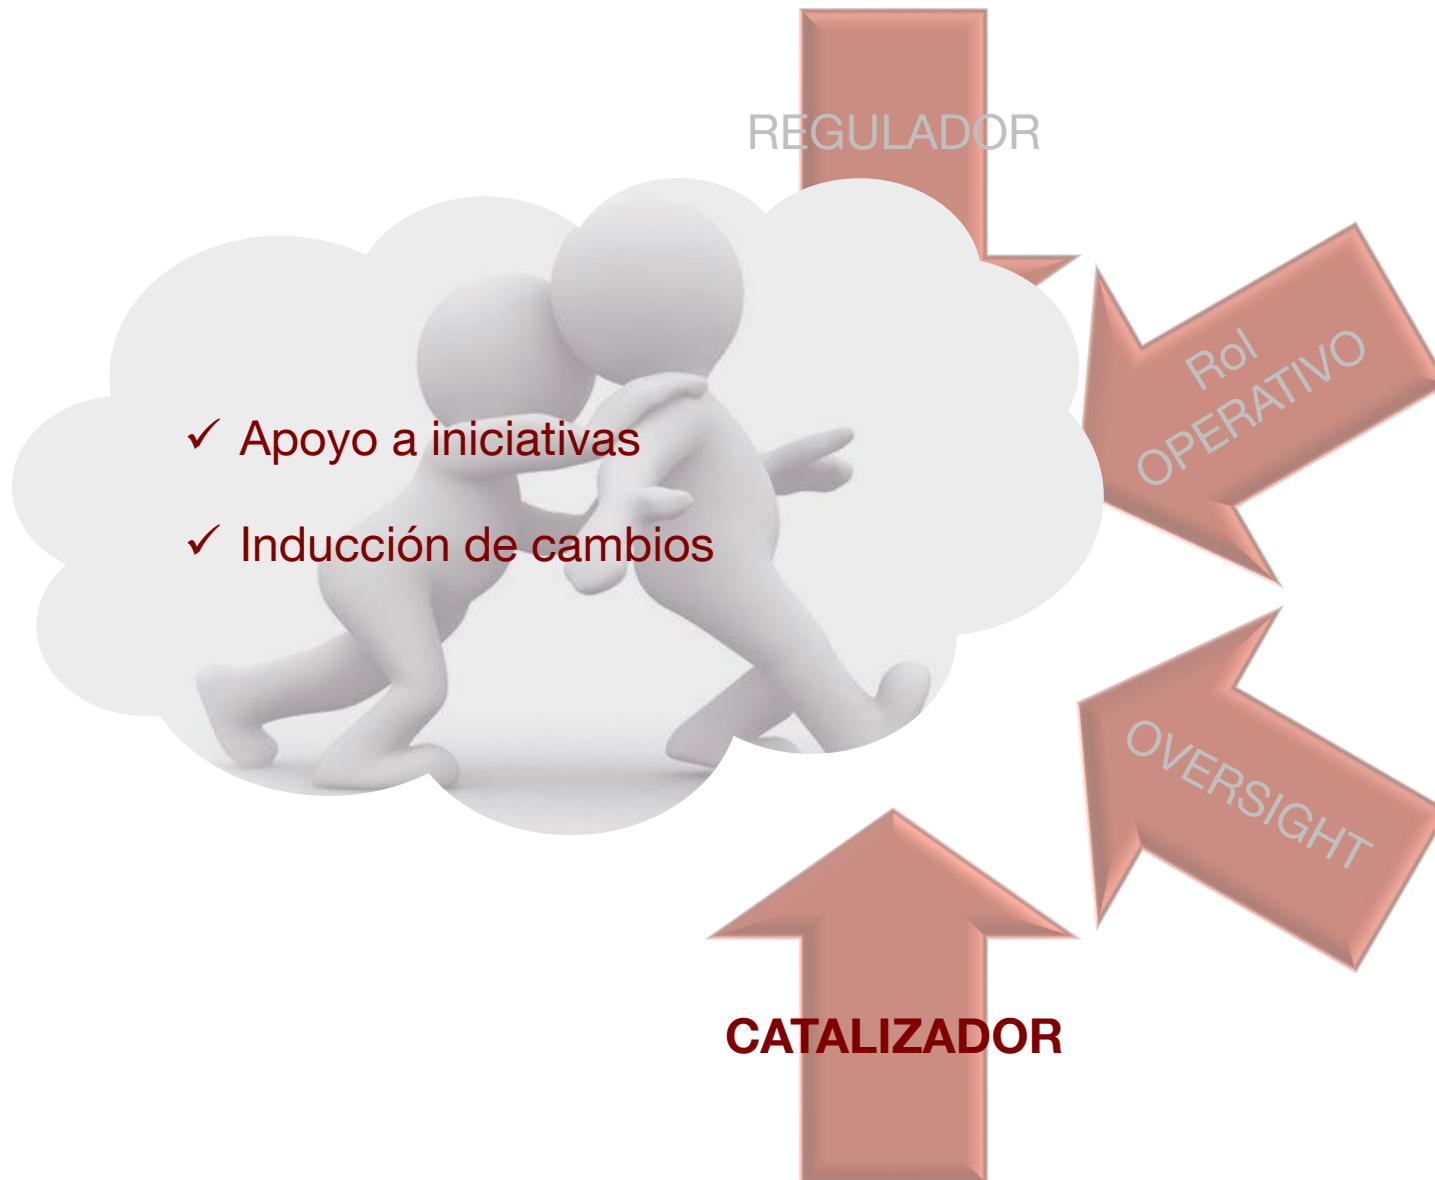 REGULADOR
Rol
OPERATIVO
✓ Apoyo a iniciativas
✓ Inducción de cambios
OVERSIGHT
CATALIZADOR